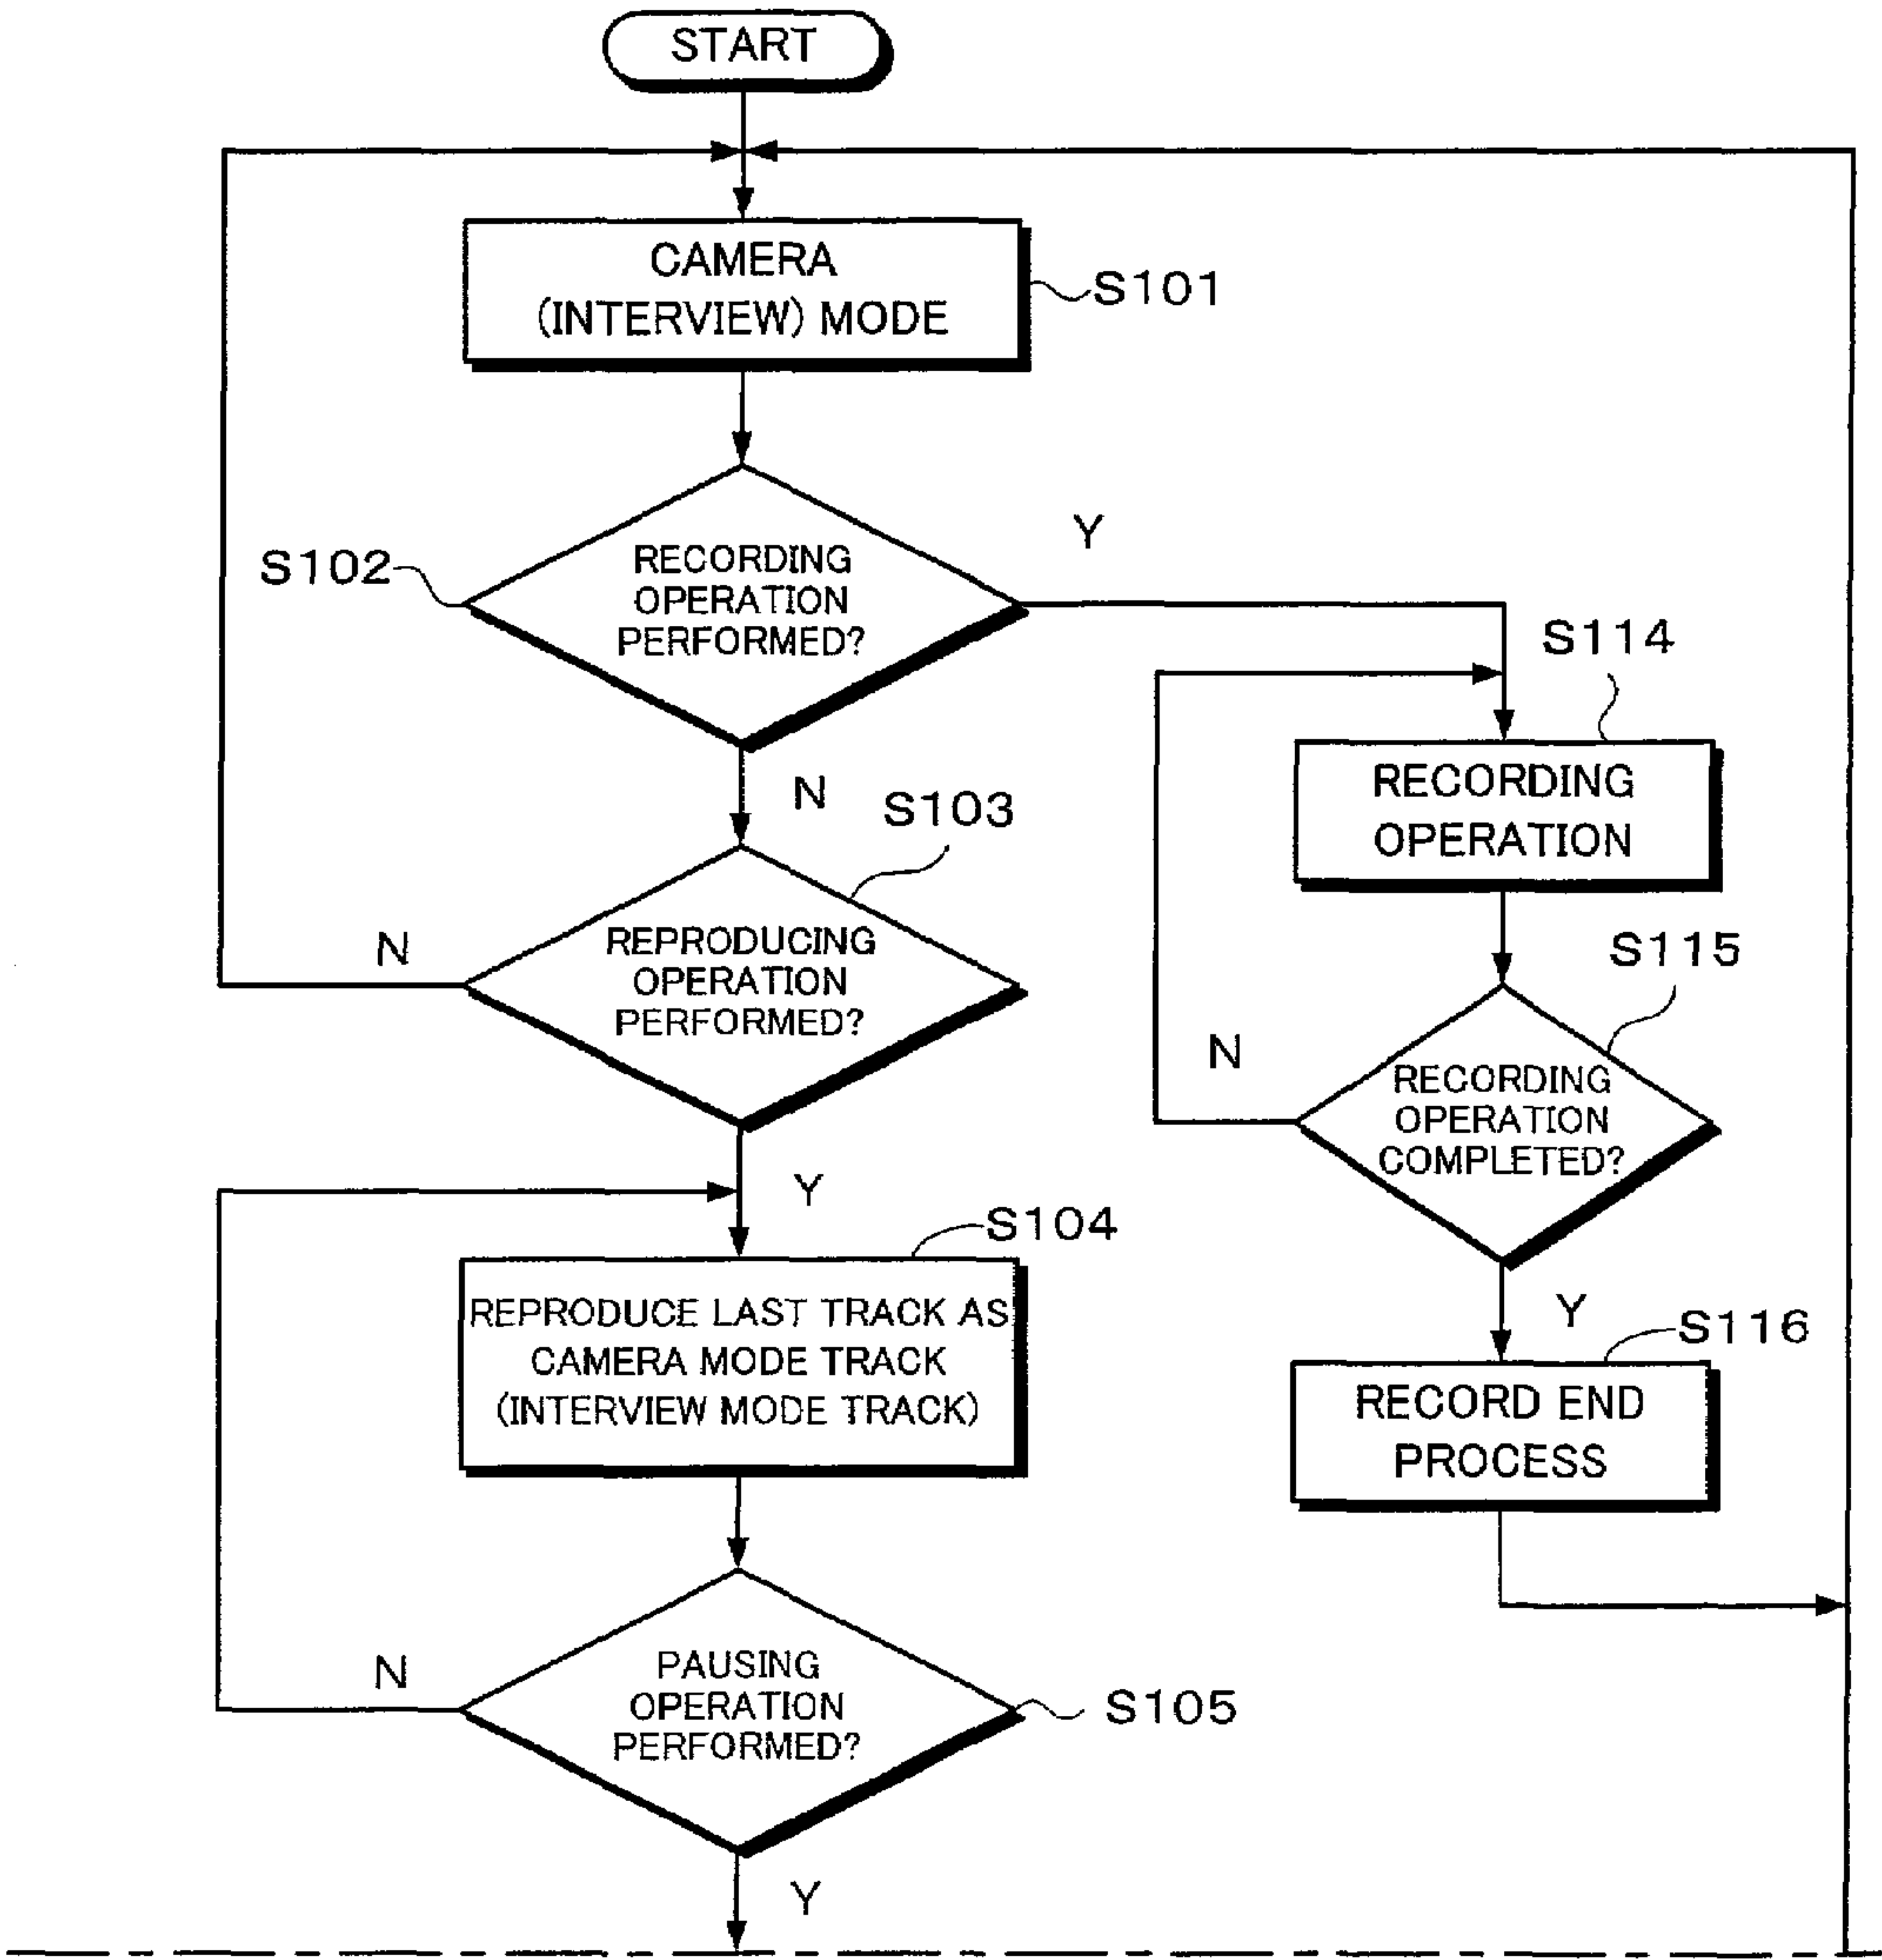 START
CAMERA
(INTERVIEW) MODE
S101
S102
RECORDING
OPERATION
PERFORMED?
Y
N
S114
RECORDING
OPERATION
S103
REPRODUCING
OPERATION
PERFORMED?
N
Y
S115
RECORDING
OPERATION
COMPLETED?
N
Y
S104
REPRODUCE LAST TRACK AS
CAMERA MODE TRACK
(INTERVIEW MODE TRACK)
S116
RECORD END
PROCESS
S105
PAUSING
OPERATION
PERFORMED?
N
Y